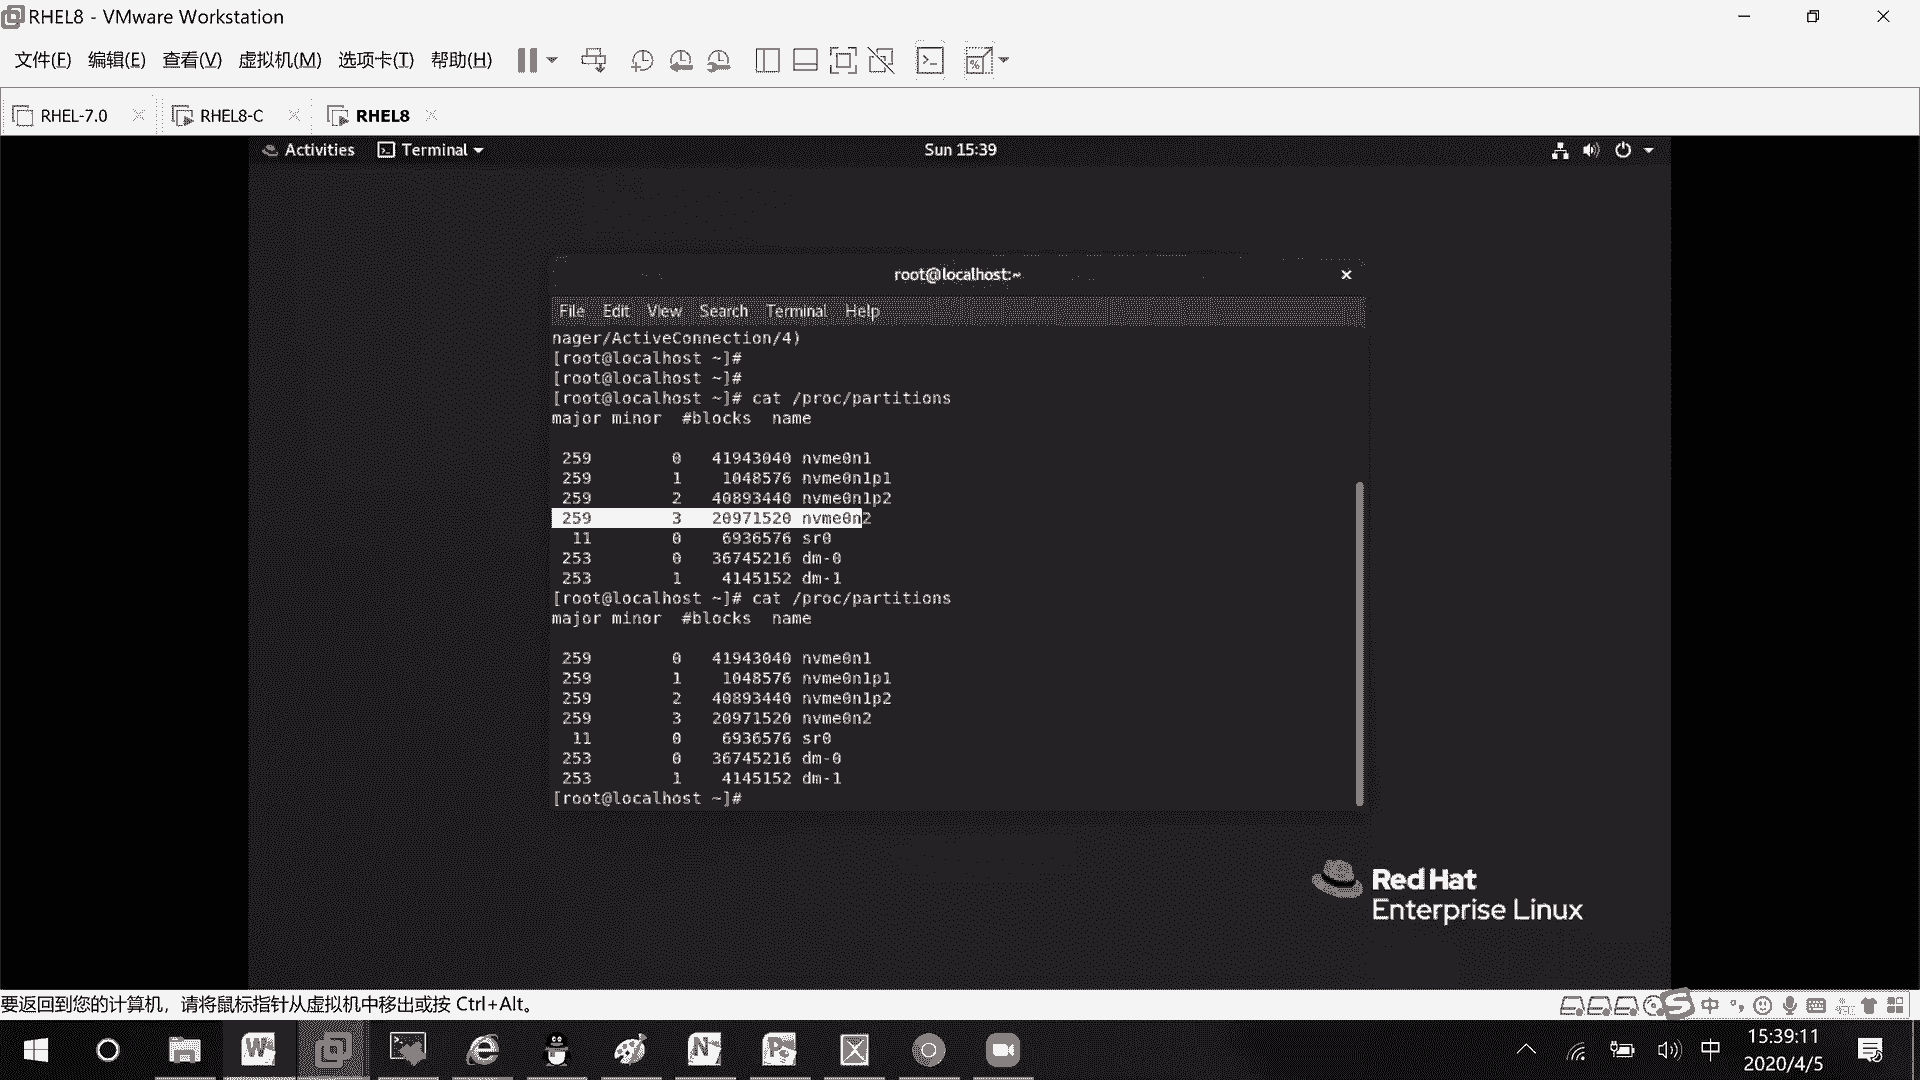 RHEL8 - VMware Workstation
文件(F) 编辑(E) 查看(V) 虚拟机(M) 选项卡(T) 帮助(H)
RHEL-7.0 RHEL8-C RHEL8
Activities Terminal Sun 15:39
root@localhost:~
File Edit View Search Terminal Help
nager/ActiveConnection/4)
[root@localhost ~]#
[root@localhost ~]#
[root@localhost ~]# cat /proc/partitions
major minor  #blocks  name
259 0 41943040 nvme0n1
259 1 1048576 nvme0n1p1
259 2 40893440 nvme0n1p2
259 3 20971520 nvme0n2
11 0 6936576 sr0
253 0 36745216 dm-0
253 1 4145152 dm-1
[root@localhost ~]# cat /proc/partitions
major minor  #blocks  name
259 0 41943040 nvme0n1
259 1 1048576 nvme0n1p1
259 2 40893440 nvme0n1p2
259 3 20971520 nvme0n2
11 0 6936576 sr0
253 0 36745216 dm-0
253 1 4145152 dm-1
[root@localhost ~]#
Red Hat
Enterprise Linux
要返回到您的计算机，请将鼠标指针从虚拟机中移出或按 Ctrl+Alt。
中
中
15:39:11
2020/4/5